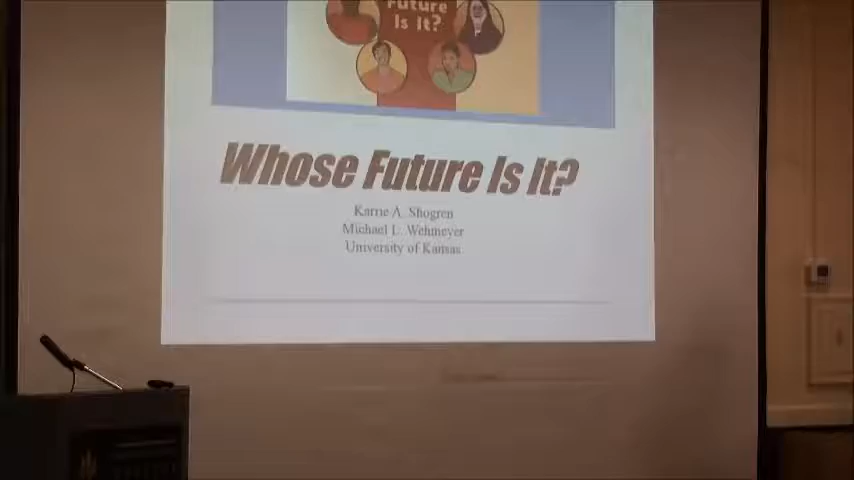 Future
Is It?
Whose Future Is It?
Karrie A. Shogren
Michael L. Wehmeyer
University of Kansas